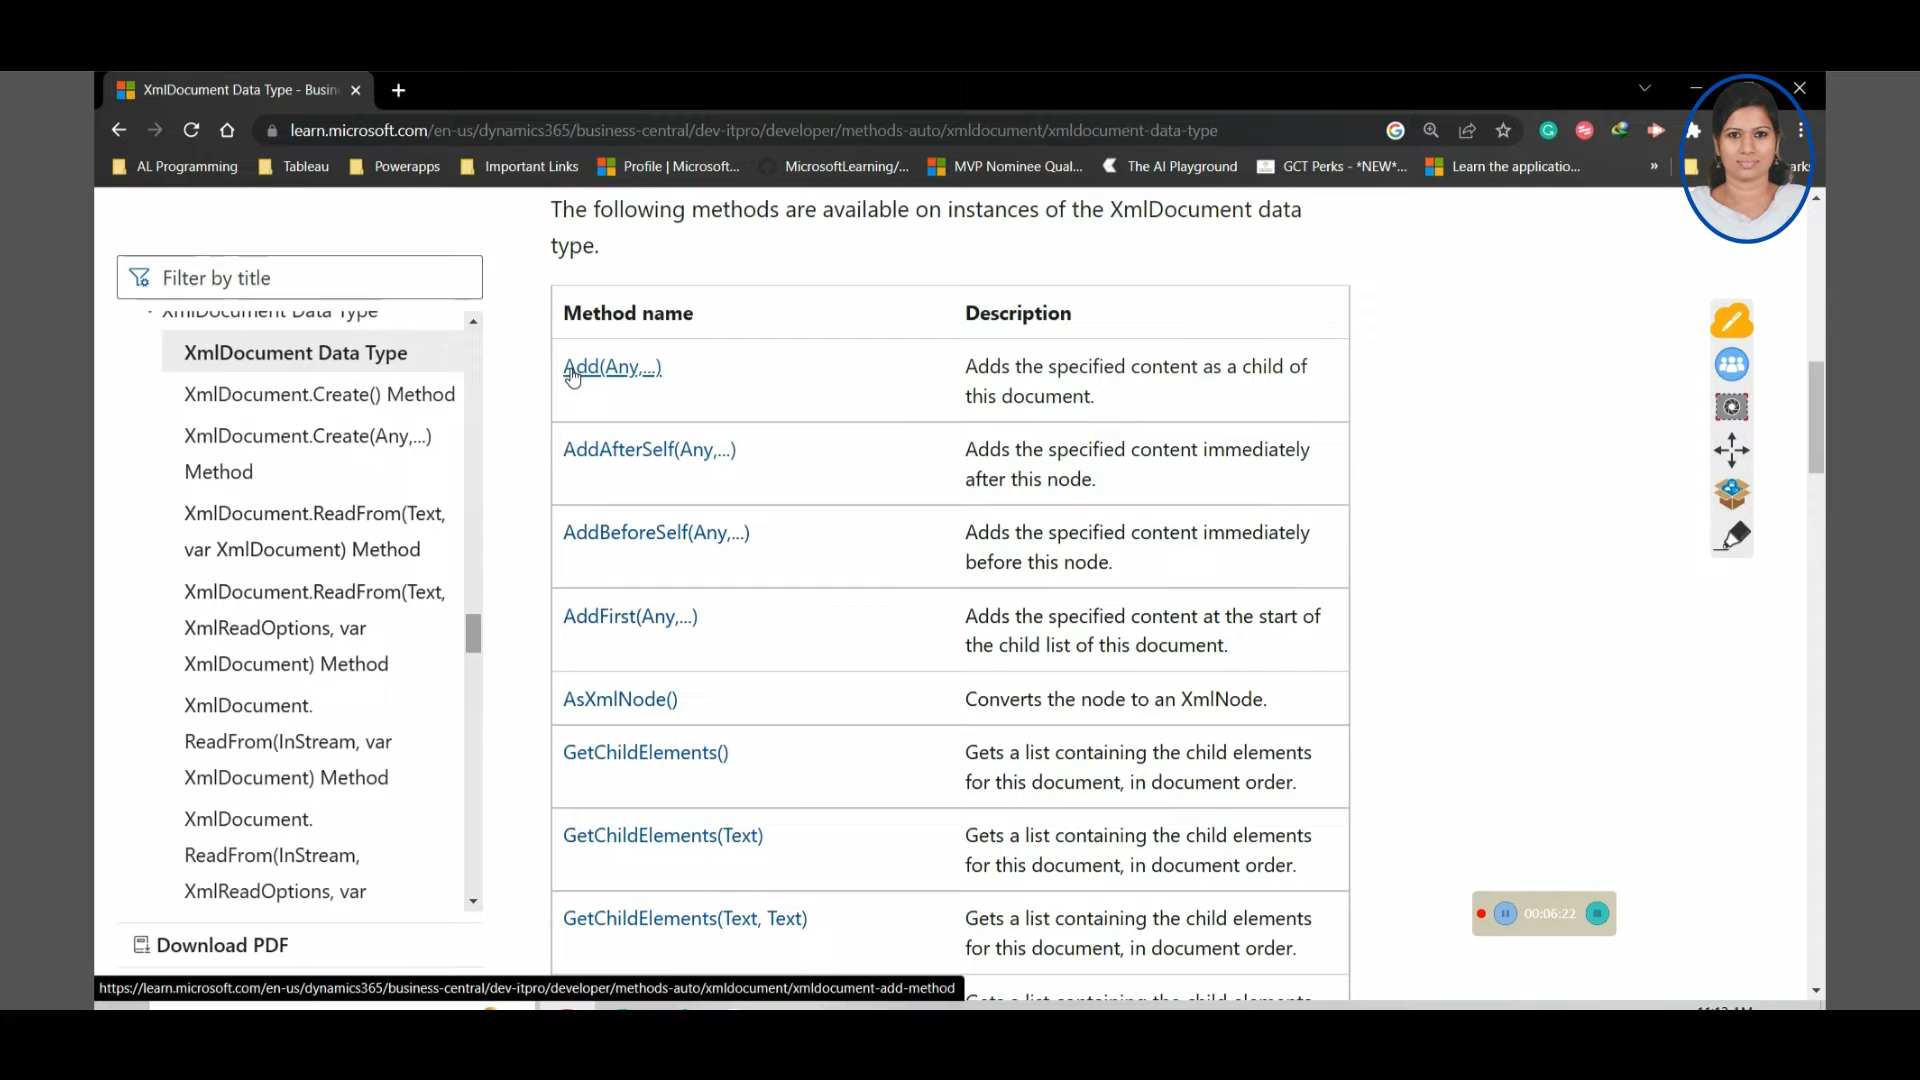 XmlDocument Data Type - Busin
learn.microsoft.com/en-us/dynamics365/business-central/dev-itpro/developer/methods-auto/xmldocument/xmldocument-data-type
AL Programming Tableau Powerapps Important Links Profile | Microsoft... MicrosoftLearning/... MVP Nominee Qual... The AI Playground GCT Perks - *NEW*... Learn the applicatio... » arks
The following methods are available on instances of the XmlDocument data
type.
Filter by title
XmlDocument Data Type
XmlDocument Data Type
XmlDocument.Create() Method
XmlDocument.Create(Any,...)
Method
XmlDocument.ReadFrom(Text,
var XmlDocument) Method
XmlDocument.ReadFrom(Text,
XmlReadOptions, var
XmlDocument) Method
XmlDocument.
ReadFrom(InStream, var
XmlDocument) Method
XmlDocument.
ReadFrom(InStream,
XmlReadOptions, var
Download PDF
Method name Description
Add(Any,...) Adds the specified content as a child of
this document.
AddAfterSelf(Any,...) Adds the specified content immediately
after this node.
AddBeforeSelf(Any,...) Adds the specified content immediately
before this node.
AddFirst(Any,...) Adds the specified content at the start of
the child list of this document.
AsXmlNode() Converts the node to an XmlNode.
GetChildElements() Gets a list containing the child elements
for this document, in document order.
GetChildElements(Text) Gets a list containing the child elements
for this document, in document order.
GetChildElements(Text, Text) Gets a list containing the child elements
for this document, in document order.
Gets a list containing the child elements
00:06:22
https://learn.microsoft.com/en-us/dynamics365/business-central/dev-itpro/developer/methods-auto/xmldocument/xmldocument-add-method